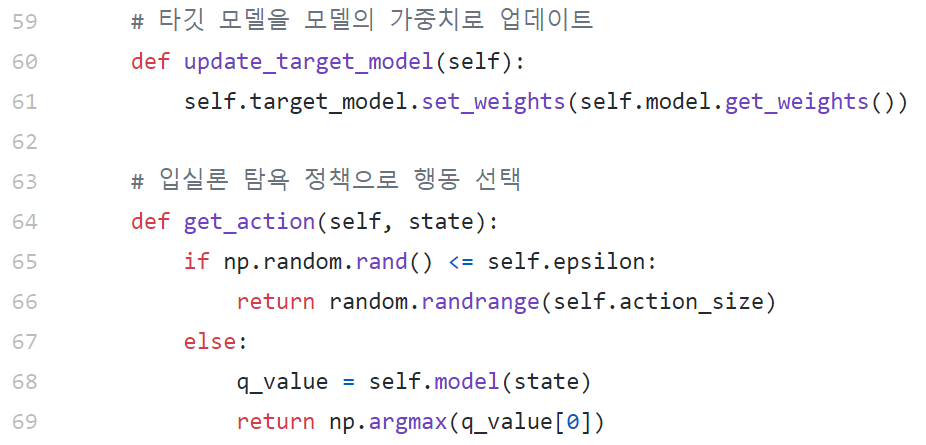 59 # 타깃 모델을 모델의 가중치로 업데이트
60 def update_target_model(self):
61 self.target_model.set_weights(self.model.get_weights())
62
63 # 입실론 탐욕 정책으로 행동 선택
64 def get_action(self, state):
65 if np.random.rand() <= self.epsilon:
66 return random.randrange(self.action_size)
67 else:
68 q_value = self.model(state)
69 return np.argmax(q_value[0])